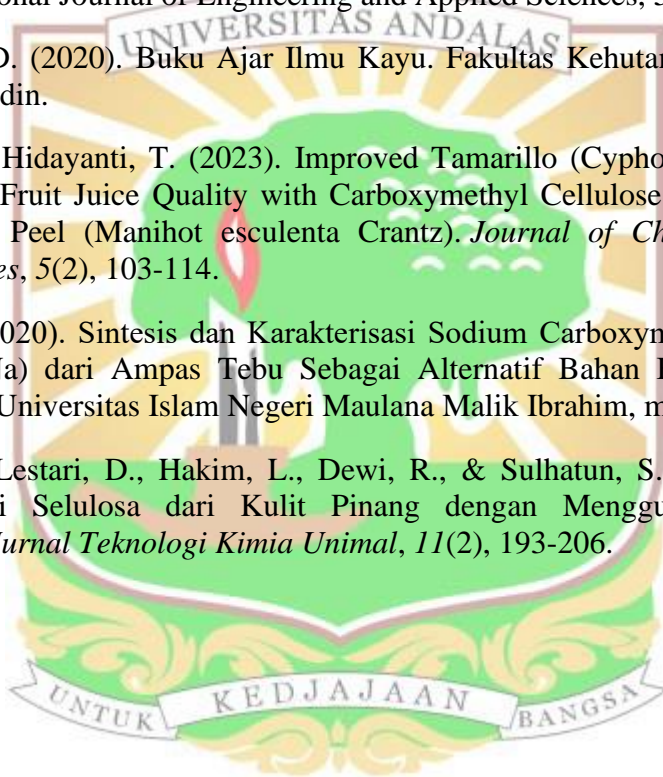 onal Journal of Engineering and Applied Sciences, 3
UNIVERSITAS ANDALAS
D. (2020). Buku Ajar Ilmu Kayu. Fakultas Kehutan
din.
Hidayanti, T. (2023). Improved Tamarillo (Cypho
Fruit Juice Quality with Carboxymethyl Cellulose
Peel (Manihot esculenta Crantz). Journal of Ch
es, 5(2), 103-114.
020). Sintesis dan Karakterisasi Sodium Carboxyn
Na) dari Ampas Tebu Sebagai Alternatif Bahan
Universitas Islam Negeri Maulana Malik Ibrahim, m
Lestari, D., Hakim, L., Dewi, R., & Sulhatun, S.
i Selulosa dari Kulit Pinang dengan Menggu
Jurnal Teknologi Kimia Unimal, 11(2), 193-206.
UNTUK KEDJAJAAN BANGSA